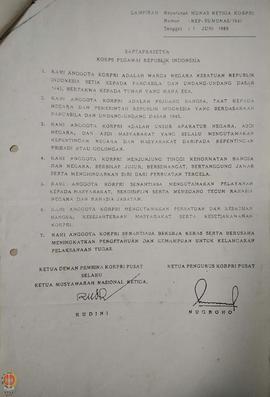 LAMPIRAN Keputusan MUNAS KETIGA KORPRI
Nomor : KEP- /MUNAS/1989
Tanggal : JUNI 1989
SAPTAPRASETYA
KORPS PEGAWAI REPUBLIK INDONESIA
1. KAMI ANGGOTA KORPRI ADALAH WARGA NEGARA KESATUAN REPUBLIK
INDONESIA SETIA KEPADA PANCASILA DAN UNDANG-UNDANG DASAR
1945, BERTAKWA KEPADA TUHAN YANG MAHA ESA.
2. KAMI ANGGOTA KORPRI ADALAH PEJUANG BANGSA, TAAT KEPADA
NEGARA DAN PEMERINTAH REPUBLIK INDONESIA YANG BERDASARKAN
PANCASILA DAN UNDANG-UNDANG DASAR 1945.
3. KAMI ANGGOTA KORPRI ADALAH UNSUR APARATUR NEGARA, ABDI
NEGARA, DAN ABDI MASYARAKAT YANG SELALU MENGUTAMAKAN
KEPENTINGAN NEGARA DAN MASYARAKAT DARIPADA KEPENTINGAN
PRIBADI ATAU GOLONGAN.
4. KAMI ANGGOTA KORPRI MENJUNJUNG TINGGI KEHORMATAN BANGSA
DAN NEGARA, BERSIKAP JUJUR, BERSEMANGAT, BERTANGGUNG JAWAB
SERTA MENGHINDARKAN DIRI DARI PERBUATAN TERCELA.
5. KAMI ANGGOTA KORPRI SENANTIASA MENGUTAMAKAN PELAYANAN
KEPADA MASYARAKAT, BERDISIPLIN SERTA MEMEGANG TEGUH RAHASIA
NEGARA DAN RAHASIA JABATAN.
6. KAMI ANGGOTA KORPRI MENGUTAMAKAN PERSATUAN DAN KESATUAN
BANGSA, KESEJAHTERAAN MASYARAKAT SERTA KESETIAKAWANAN
KORPRI.
7. KAMI ANGGOTA KORPRI SENANTIASA BEKERJA KERAS SERTA BERUSAHA
MENINGKATKAN PENGETAHUAN DAN KEMAMPUAN UNTUK KELANCARAN
PELAKSANAAN TUGAS.
KETUA DEWAN PEMBINA KORPRI PUSAT
SELAKU
KETUA MUSYAWARAH NASIONAL KETIGA,
RUDINI
KETUA PENGURUS KORPRI PUSAT
NUGROHO